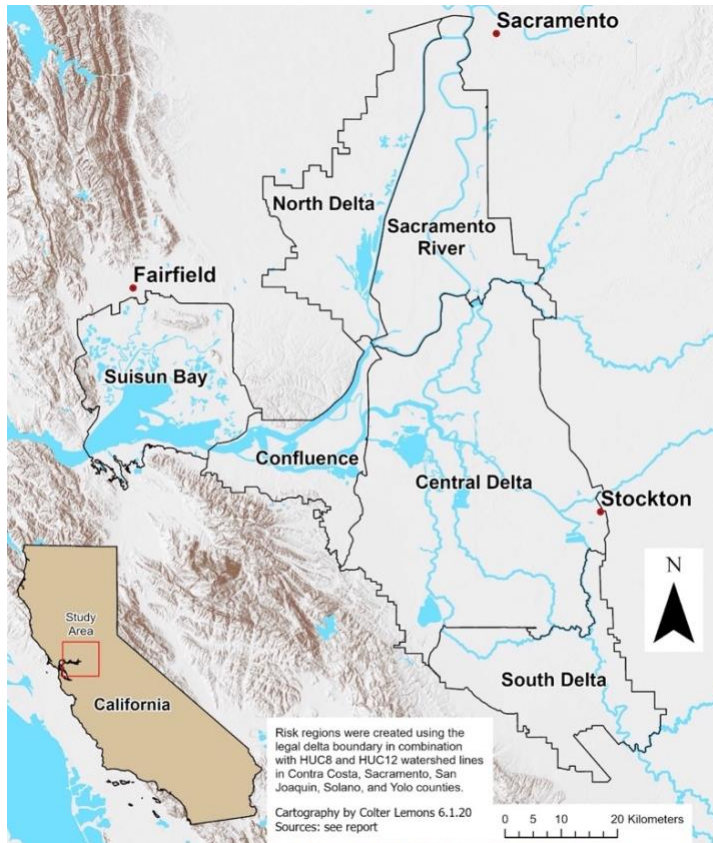 Sacramento
North Delta
Sacramento
River
Fairfield
Suisun Bay
Confluence
Central Delta
Stockton
N
Study
Area
California
South Delta
Risk regions were created using the
legal delta boundary in combination
with HUC8 and HUC12 watershed lines
in Contra Costa, Sacramento, San
Joaquin, Solano, and Yolo counties.
Cartography by Colter Lemons 6.1.20
Sources: see report
0 5 10 20 Kilometers